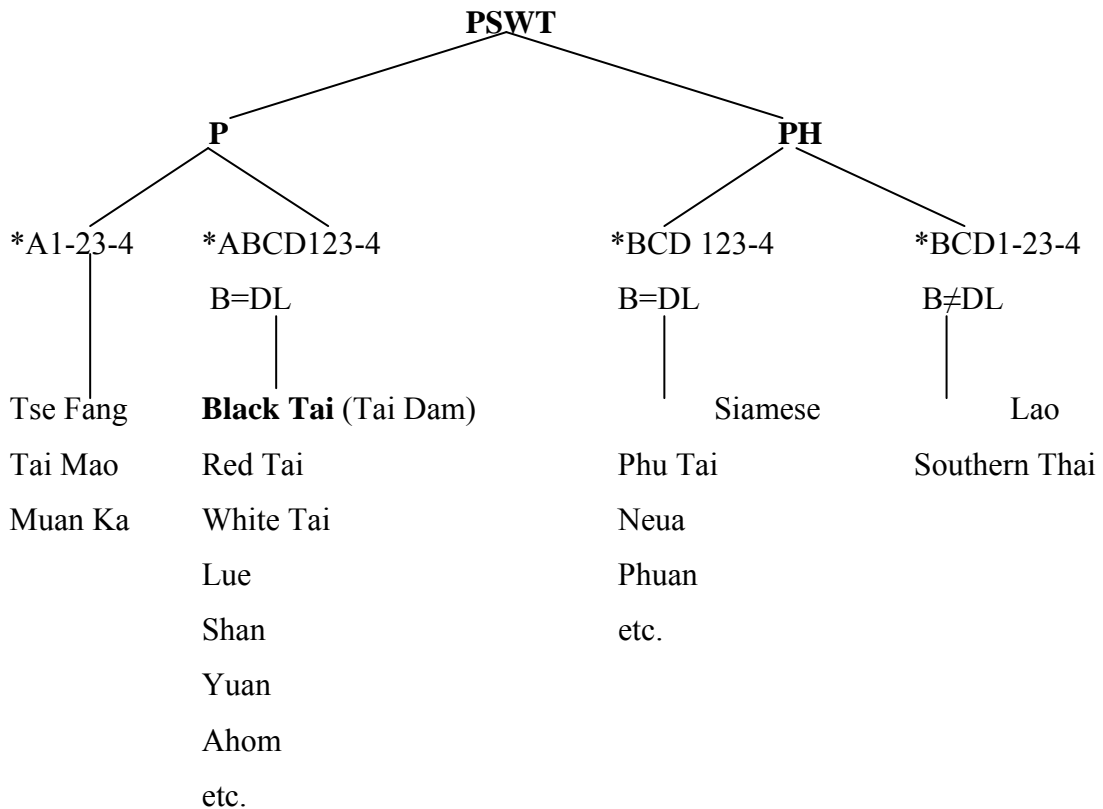 PSWT
P PH
*A1-23-4 *ABCD123-4 *BCD 123-4 *BCD1-23-4
B=DL B=DL B≠DL
Tse Fang Black Tai (Tai Dam) Siamese Lao
Tai Mao Red Tai Phu Tai Southern Thai
Muan Ka White Tai Neua
Lue Phuan
Shan etc.
Yuan
Ahom
etc.